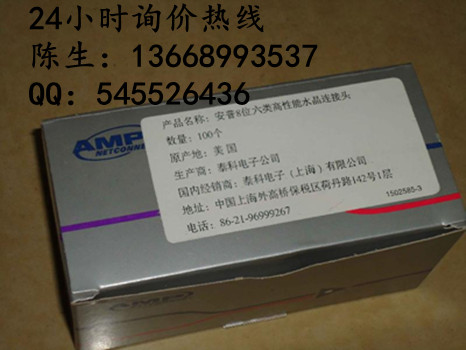 24小时询价热线
陈生：13668993537
QQ：545526436
AMP
NETCONNECT
产品名称：安普8位六类高性能水晶连接头
数量：100个
原产地：美国
生产商：泰科电子公司
国内经销商：泰科电子（上海）有限公司
地址：中国上海外高桥保税区荷丹路142号1层
电话：86-21-96999267
1502585-3
AMP